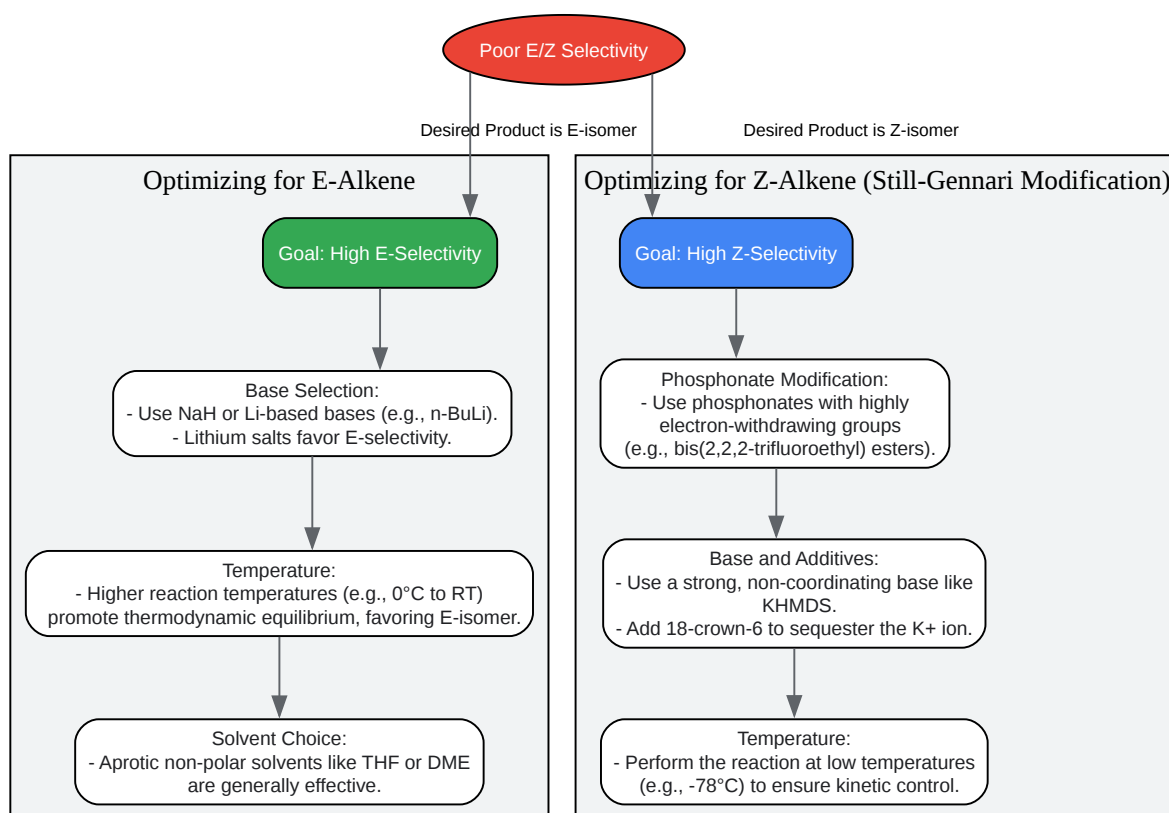 Poor E/Z Selectivity
Desired Product is E-isomer
Desired Product is Z-isomer
Optimizing for E-Alkene
Goal: High E-Selectivity
Base Selection:
- Use NaH or Li-based bases (e.g., n-BuLi).
- Lithium salts favor E-selectivity.
Temperature:
- Higher reaction temperatures (e.g., 0°C to RT)
promote thermodynamic equilibrium, favoring E-isomer.
Solvent Choice:
- Aprotic non-polar solvents like THF or DME
are generally effective.
Optimizing for Z-Alkene (Still-Gennari Modification)
Goal: High Z-Selectivity
Phosphonate Modification:
- Use phosphonates with highly
electron-withdrawing groups
(e.g., bis(2,2,2-trifluoroethyl) esters).
Base and Additives:
- Use a strong, non-coordinating base like
KHMDS.
- Add 18-crown-6 to sequester the K+ ion.
Temperature:
- Perform the reaction at low temperatures
(e.g., -78°C) to ensure kinetic control.